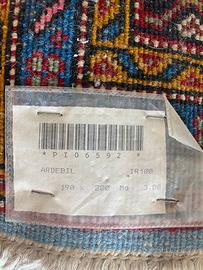 *PI06592*
ARDEBIL IR100
190 x 200 Mq 3.80